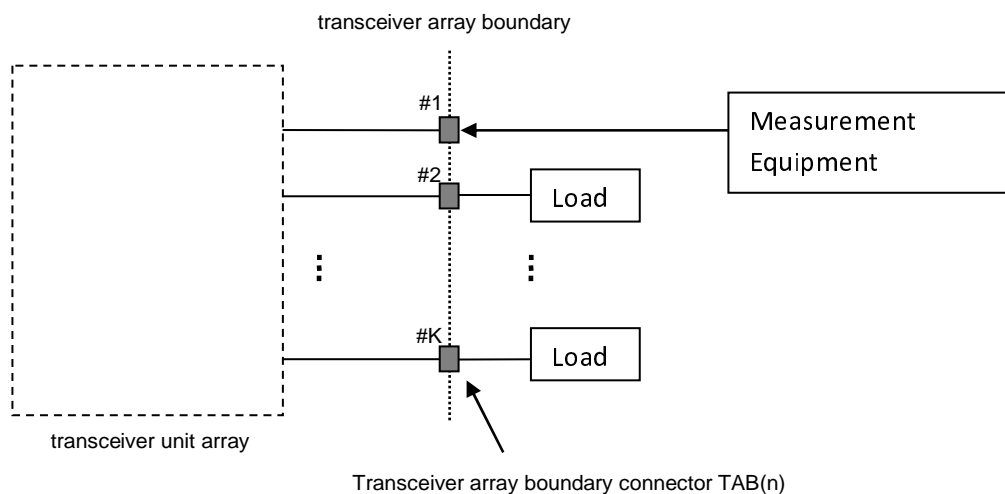 transceiver array boundary
#1
Measurement
Equipment
#2
Load
#K
Load
transceiver unit array
Transceiver array boundary connector TAB(n)